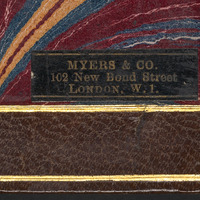 MYERS & CO.
102 New Bond Street
LONDON, W.1.